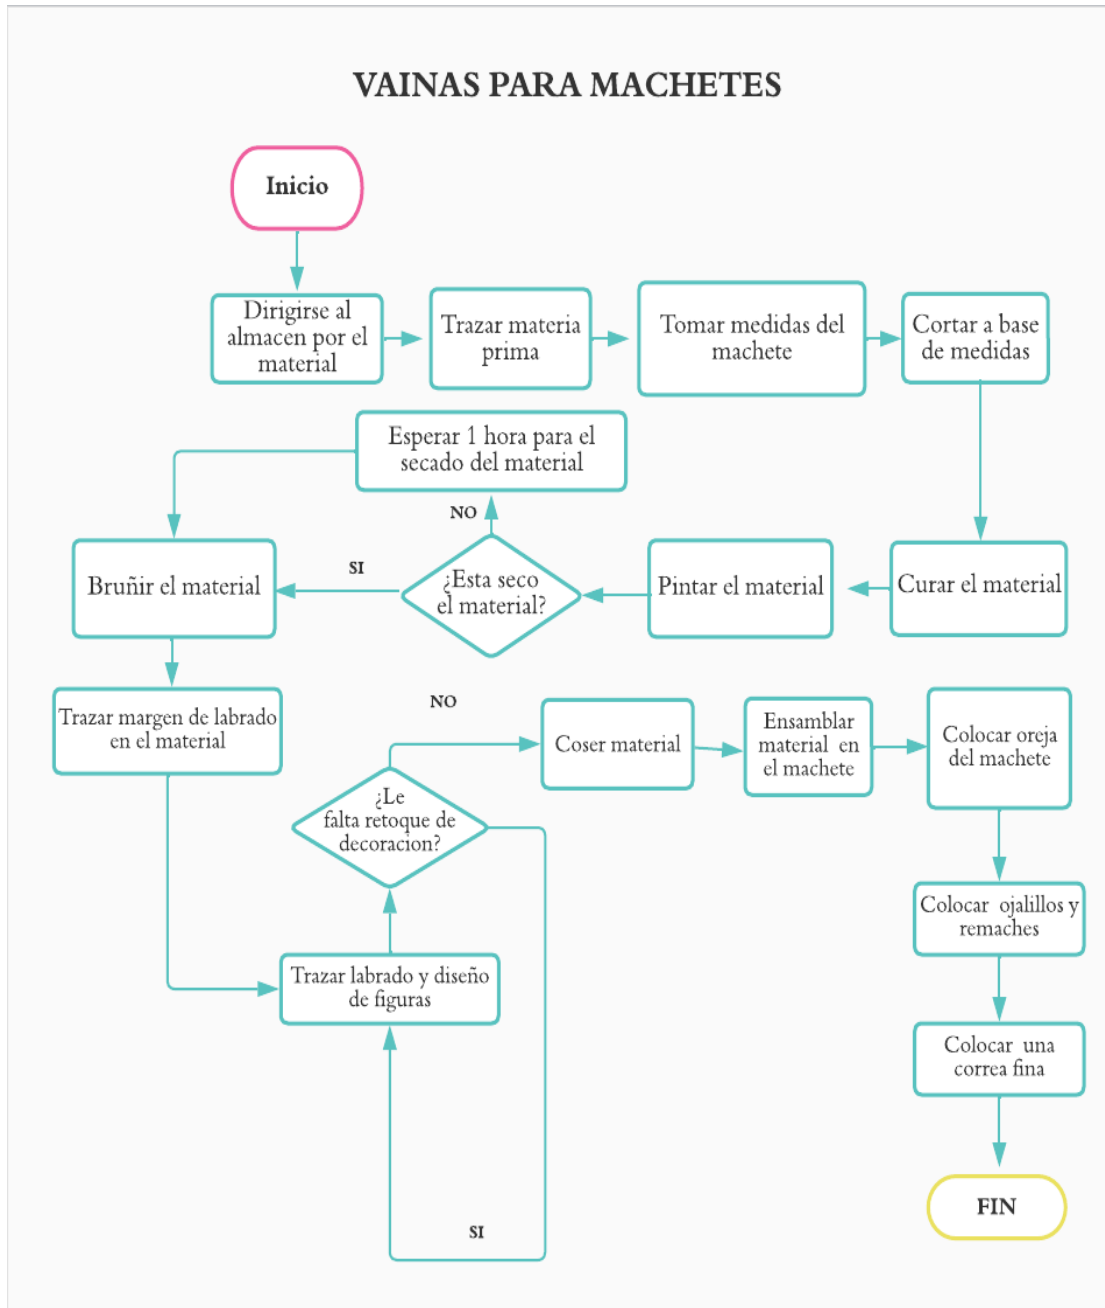 VAINAS PARA MACHETES
Inicio
Dirigirse al
almacen por el
material
Trazar materia
prima
Tomar medidas del
machete
Cortar a base
de medidas
Curar el material
Pintar el material
¿Esta seco
el material?
NO
Esperar 1 hora para el
secado del material
SI
Bruñir el material
Trazar margen de labrado
en el material
Trazar labrado y diseño
de figuras
¿Le
falta retoque de
decoracion?
SI
NO
Coser material
Ensamblar
material en
el machete
Colocar oreja
del machete
Colocar ojalillos y
remaches
Colocar una
correa fina
FIN